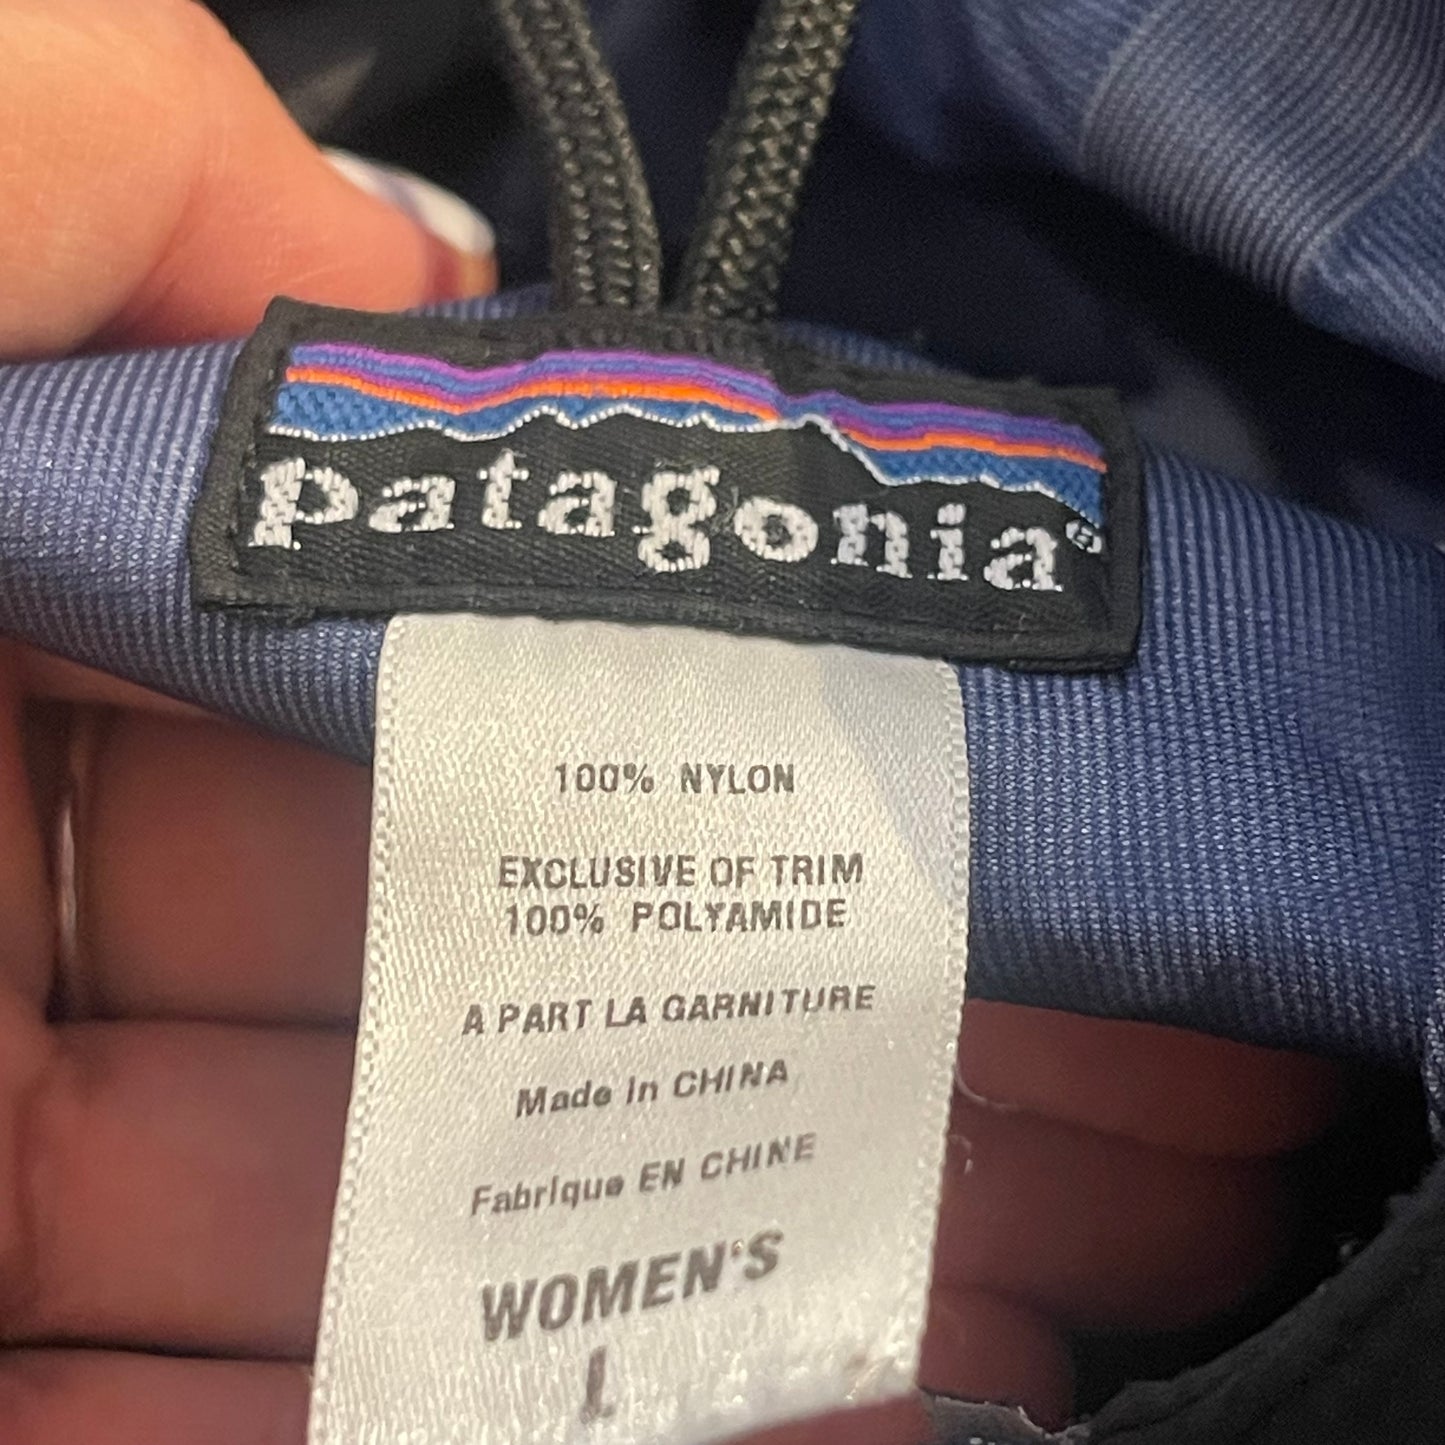 patagonia®
100% NYLON
EXCLUSIVE OF TRIM
100% POLYAMIDE
A PART LA GARNITURE
Made in CHINA
Fabrique EN CHINE
WOMEN'S
L